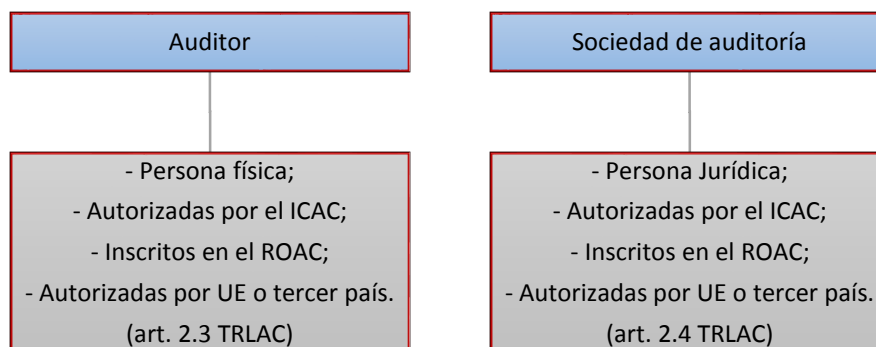 Auditor
- Persona física;
- Autorizadas por el ICAC;
- Inscritos en el ROAC;
- Autorizadas por UE o tercer país.
(art. 2.3 TRLAC)
Sociedad de auditoría
- Persona Jurídica;
- Autorizadas por el ICAC;
- Inscritos en el ROAC;
- Autorizadas por UE o tercer país.
(art. 2.4 TRLAC)